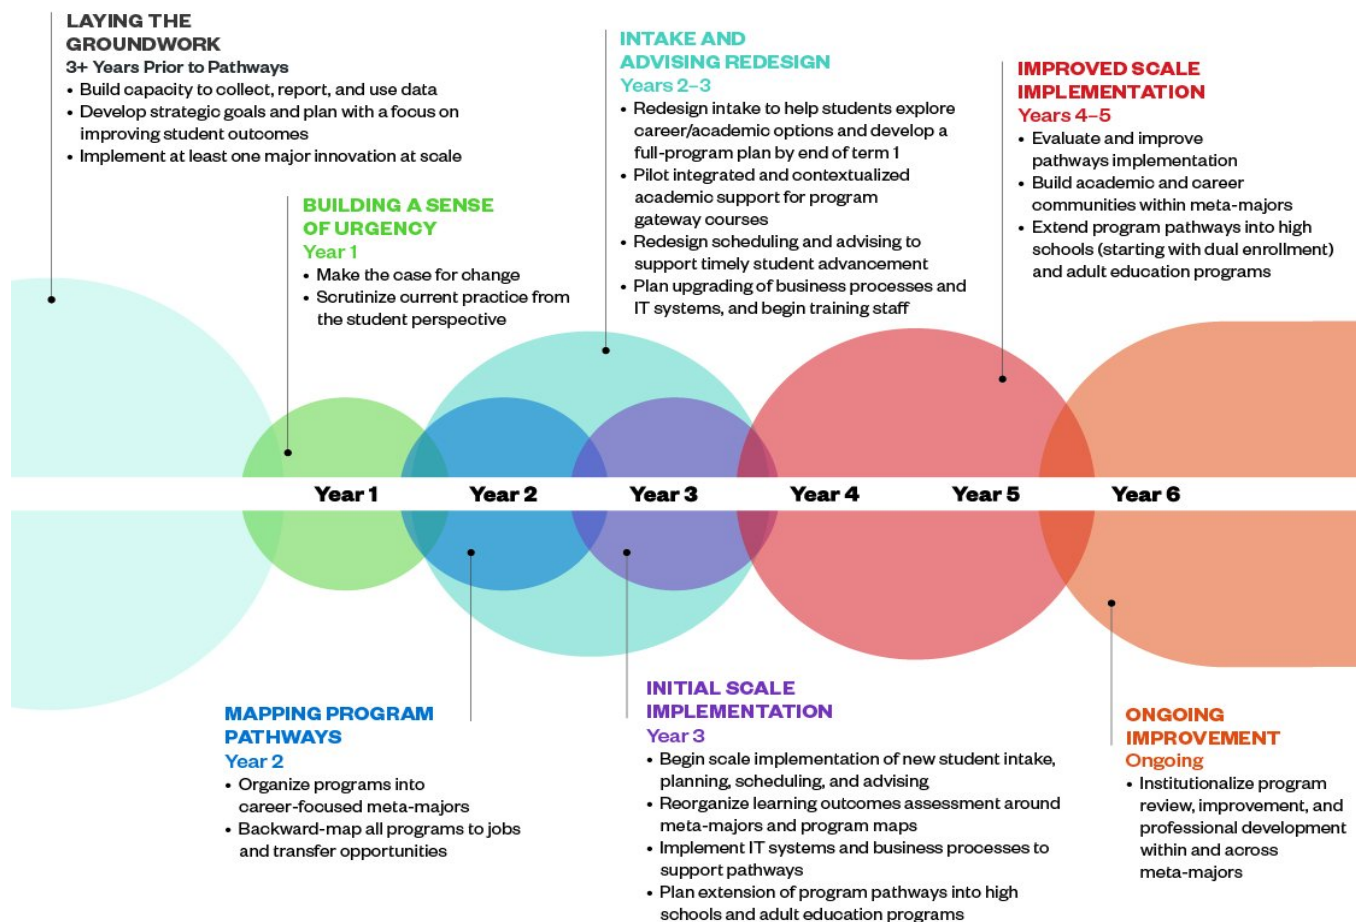 LAYING THE
GROUNDWORK
3+ Years Prior to Pathways
• Build capacity to collect, report, and use data
• Develop strategic goals and plan with a focus on
improving student outcomes
• Implement at least one major innovation at scale
BUILDING A SENSE
OF URGENCY
Year 1
• Make the case for change
• Scrutinize current practice from
the student perspective
INTAKE AND
ADVISING REDESIGN
Years 2–3
• Redesign intake to help students explore
career/academic options and develop a
full-program plan by end of term 1
• Pilot integrated and contextualized
academic support for program
gateway courses
• Redesign scheduling and advising to
support timely student advancement
• Plan upgrading of business processes and
IT systems, and begin training staff
IMPROVED SCALE
IMPLEMENTATION
Years 4–5
• Evaluate and improve
pathways implementation
• Build academic and career
communities within meta-majors
• Extend program pathways into high
schools (starting with dual enrollment)
and adult education programs
Year 1 Year 2 Year 3 Year 4 Year 5 Year 6
MAPPING PROGRAM
PATHWAYS
Year 2
• Organize programs into
career-focused meta-majors
• Backward-map all programs to jobs
and transfer opportunities
INITIAL SCALE
IMPLEMENTATION
Year 3
• Begin scale implementation of new student intake,
planning, scheduling, and advising
• Reorganize learning outcomes assessment around
meta-majors and program maps
• Implement IT systems and business processes to
support pathways
• Plan extension of program pathways into high
schools and adult education programs
ONGOING
IMPROVEMENT
Ongoing
• Institutionalize program
review, improvement, and
professional development
within and across
meta-majors